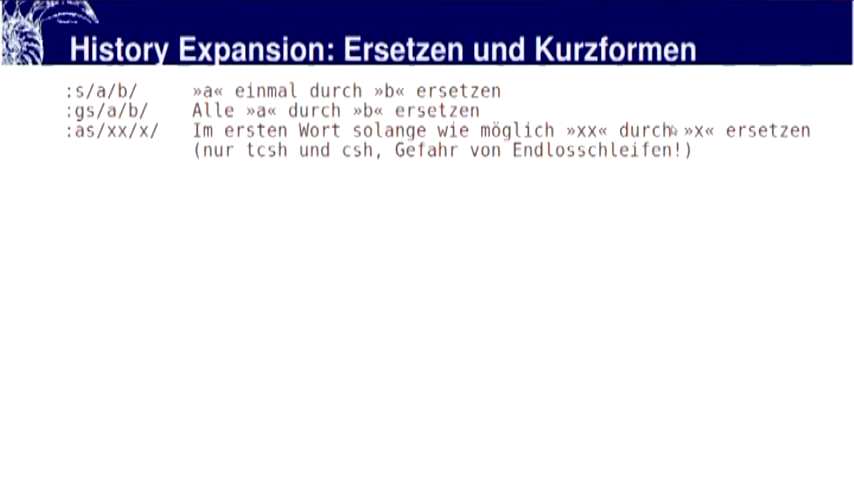 History Expansion: Ersetzen und Kurzformen
:s/a/b/ »a« einmal durch »b« ersetzen
:gs/a/b/ Alle »a« durch »b« ersetzen
:as/xx/x/ Im ersten Wort solange wie möglich »xx« durch »x« ersetzen
(nur tcsh und csh, Gefahr von Endlosschleifen!)